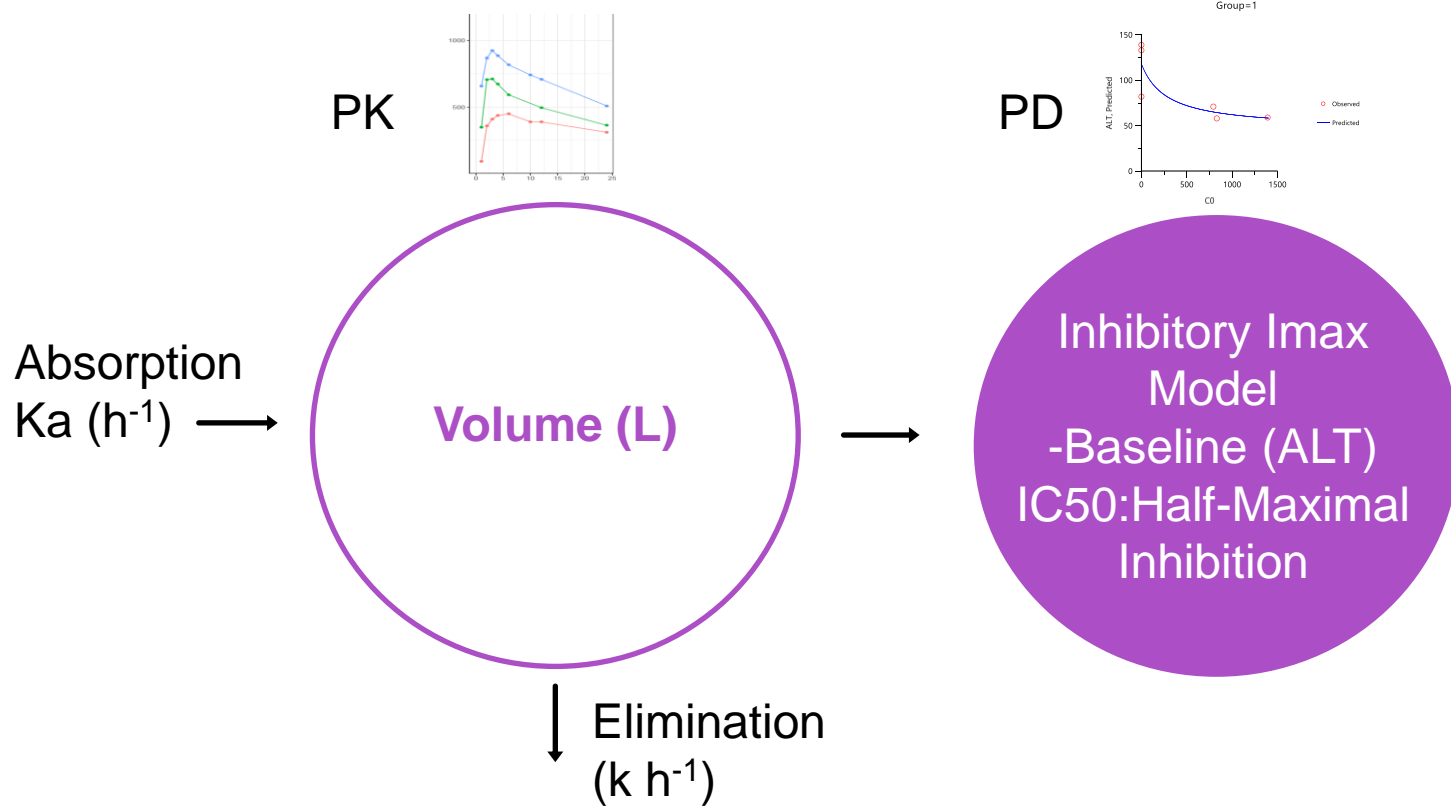 Group=1
PK
1000
500
0
5
10
15
20
25
PD
ALT, Predicted
150
100
50
0
0
500
1000
1500
C0
Observed
Predicted
Absorption
Ka (h-1)
Volume (L)
Elimination
(k h-1)
Inhibitory Imax
Model
-Baseline (ALT)
IC50:Half-Maximal
Inhibition